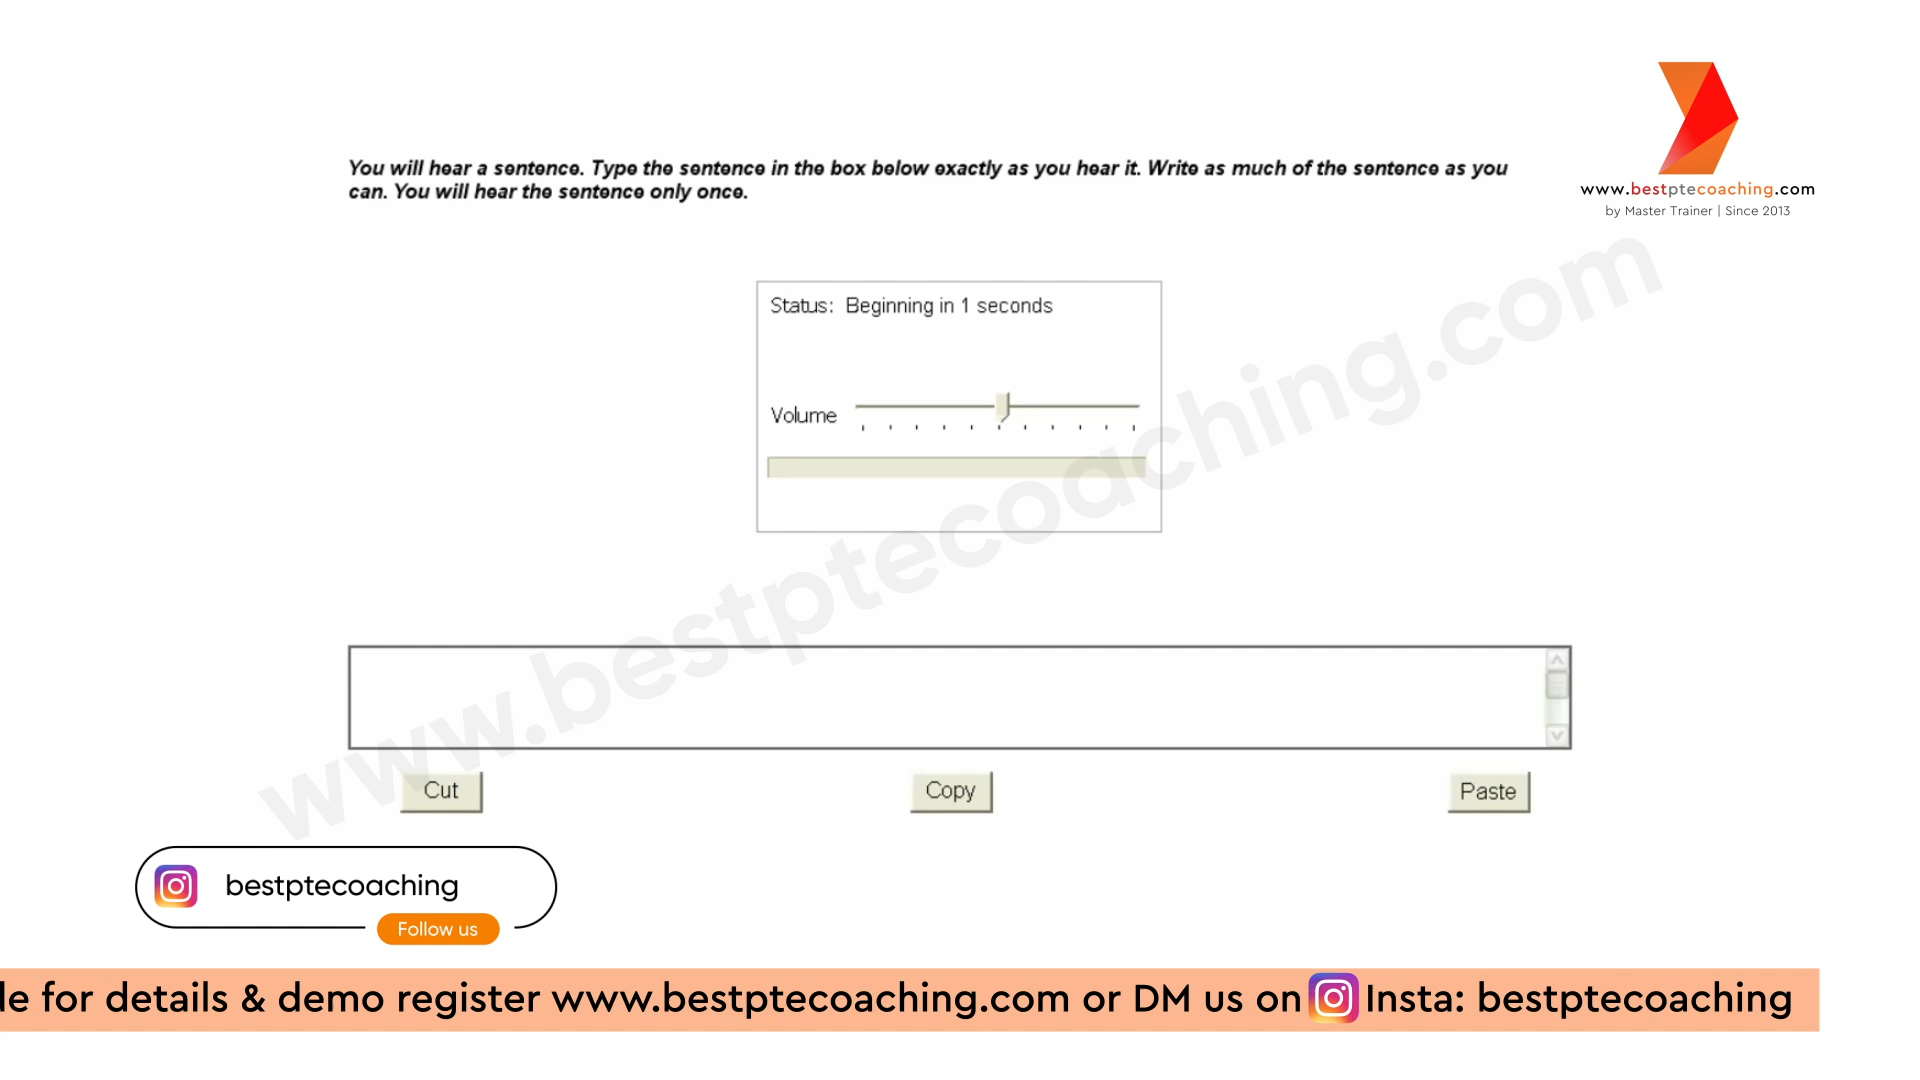 You will hear a sentence. Type the sentence in the box below exactly as you hear it. Write as much of the sentence as you
can. You will hear the sentence only once.
www.bestptecoaching.com
by Master Trainer | Since 2013
Status: Beginning in 1 seconds
Volume
www.bestptecoaching.com
Cut
Copy
Paste
bestptecoaching
Follow us
for details & demo register www.bestptecoaching.com or DM us on Insta: bestptecoaching